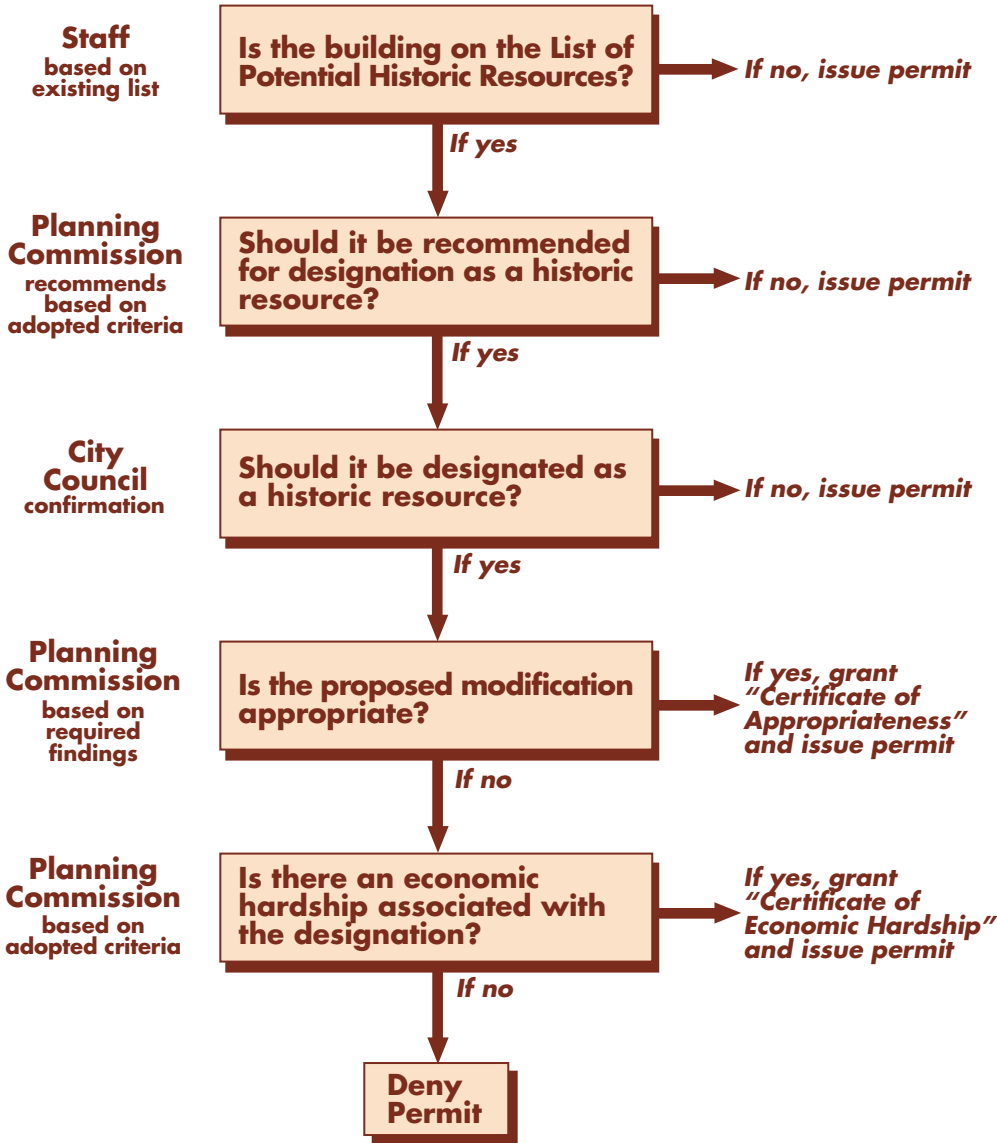 Staff
based on
existing list
Is the building on the List of
Potential Historic Resources?
If no, issue permit
If yes
Planning
Commission
recommends
based on
adopted criteria
Should it be recommended
for designation as a historic
resource?
If no, issue permit
If yes
City
Council
confirmation
Should it be designated as
a historic resource?
If no, issue permit
If yes
Planning
Commission
based on
required
findings
Is the proposed modification
appropriate?
If yes, grant
“Certificate of
Appropriateness”
and issue permit
If no
Planning
Commission
based on
adopted criteria
Is there an economic
hardship associated with
the designation?
If yes, grant
“Certificate of
Economic Hardship”
and issue permit
If no
Deny
Permit